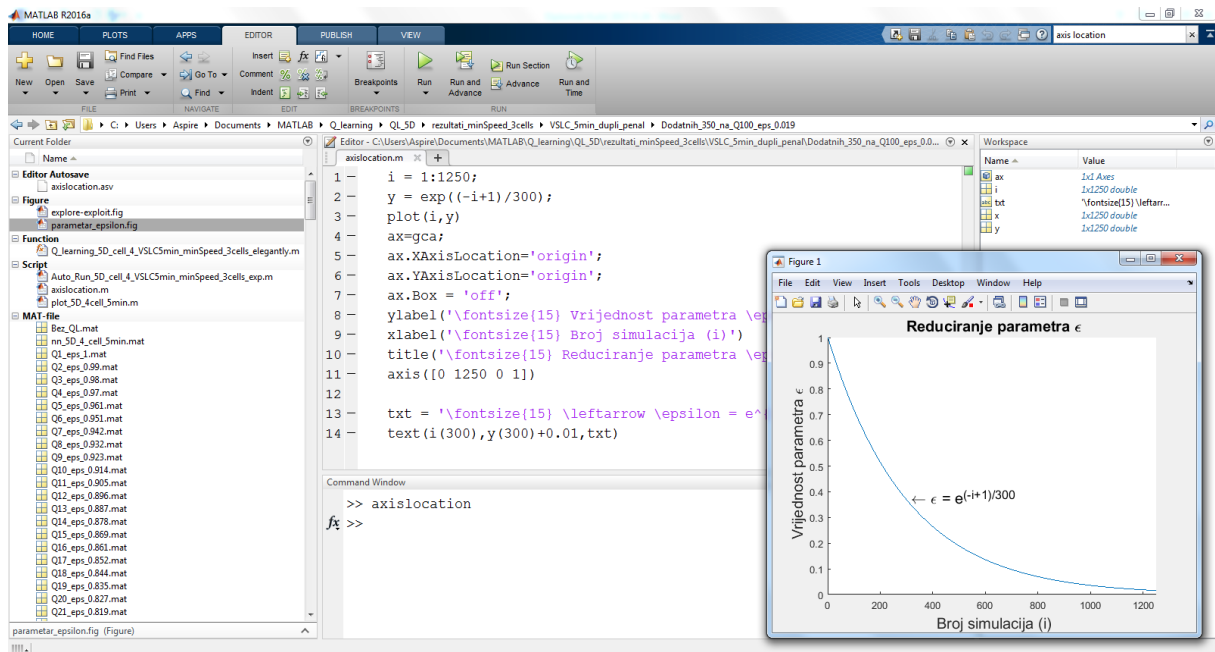 MATLAB R2016a
HOME PLOTS APPS EDITOR PUBLISH VIEW
axis location
New Open Save
Find Files
Compare
Print
Go To
Find
Insert
Comment
Indent
Breakpoints
Run
Run and Advance
Run Section
Advance
Run and Time
FILE NAVIGATE EDIT BREAKPOINTS RUN
C: Users Aspire Documents MATLAB Q_learning QL_5D rezultati_minSpeed_3cells VSLC_5min_dupli_penal Dodatnih_350_na_Q100_eps_0.019
Current Folder
Name
Editor Autosave
axislocation.asv
Figure
explore-exploit.fig
parametar_epsilon.fig
Function
Q_learning_5D_cell_4_VSLC5min_minSpeed_3cells_elegantly.m
Script
Auto_Run_5D_cell_4_VSLC5min_minSpeed_3cells_exp.m
axislocation.m
plot_5D_4cell_5min.m
MAT-file
Bez_QL.mat
nn_5D_4_cell_5min.mat
Q1_eps_1.mat
Q2_eps_0.99.mat
Q3_eps_0.98.mat
Q4_eps_0.97.mat
Q5_eps_0.961.mat
Q6_eps_0.951.mat
Q7_eps_0.942.mat
Q8_eps_0.932.mat
Q9_eps_0.923.mat
Q10_eps_0.914.mat
Q11_eps_0.905.mat
Q12_eps_0.896.mat
Q13_eps_0.887.mat
Q14_eps_0.878.mat
Q15_eps_0.869.mat
Q16_eps_0.861.mat
Q17_eps_0.852.mat
Q18_eps_0.844.mat
Q19_eps_0.835.mat
Q20_eps_0.827.mat
Q21_eps_0.819.mat
parametar_epsilon.fig (Figure)
Editor - C:\Users\Aspire\Documents\MATLAB\Q_learning\QL_5D\rezultati_minSpeed_3cells\VSLC_5min_dupli_penal\Dodatnih_350_na_Q100_eps_0.0...
axislocation.m
1 – i = 1:1250;
2 – y = exp((-i+1)/300);
3 – plot(i,y)
4 – ax=gca;
5 – ax.XAxisLocation='origin';
6 – ax.YAxisLocation='origin';
7 – ax.Box = 'off';
8 – ylabel('\fontsize{15} Vrijednost parametra \ep
9 – xlabel('\fontsize{15} Broj simulacija (i)')
10 – title('\fontsize{15} Reduciranje parametra \ep
11 – axis([0 1250 0 1])
12
13 – txt = '\fontsize{15} \leftarrow \epsilon = e^{
14 – text(i(300),y(300)+0.01,txt)
Command Window
>> axislocation
fx >>
Workspace
Name Value
ax 1x1 Axes
i 1x1250 double
txt '\fontsize{15} \leftarr...
x 1x1250 double
y 1x1250 double
Figure 1
File Edit View Insert Tools Desktop Window Help
Reduciranje parametra ϵ
Vrijednost parametra ϵ
1
0.9
0.8
0.7
0.6
0.5
0.4
0.3
0.2
0.1
0
← ϵ = e(-i+1)/300
0 200 400 600 800 1000 1200
Broj simulacija (i)